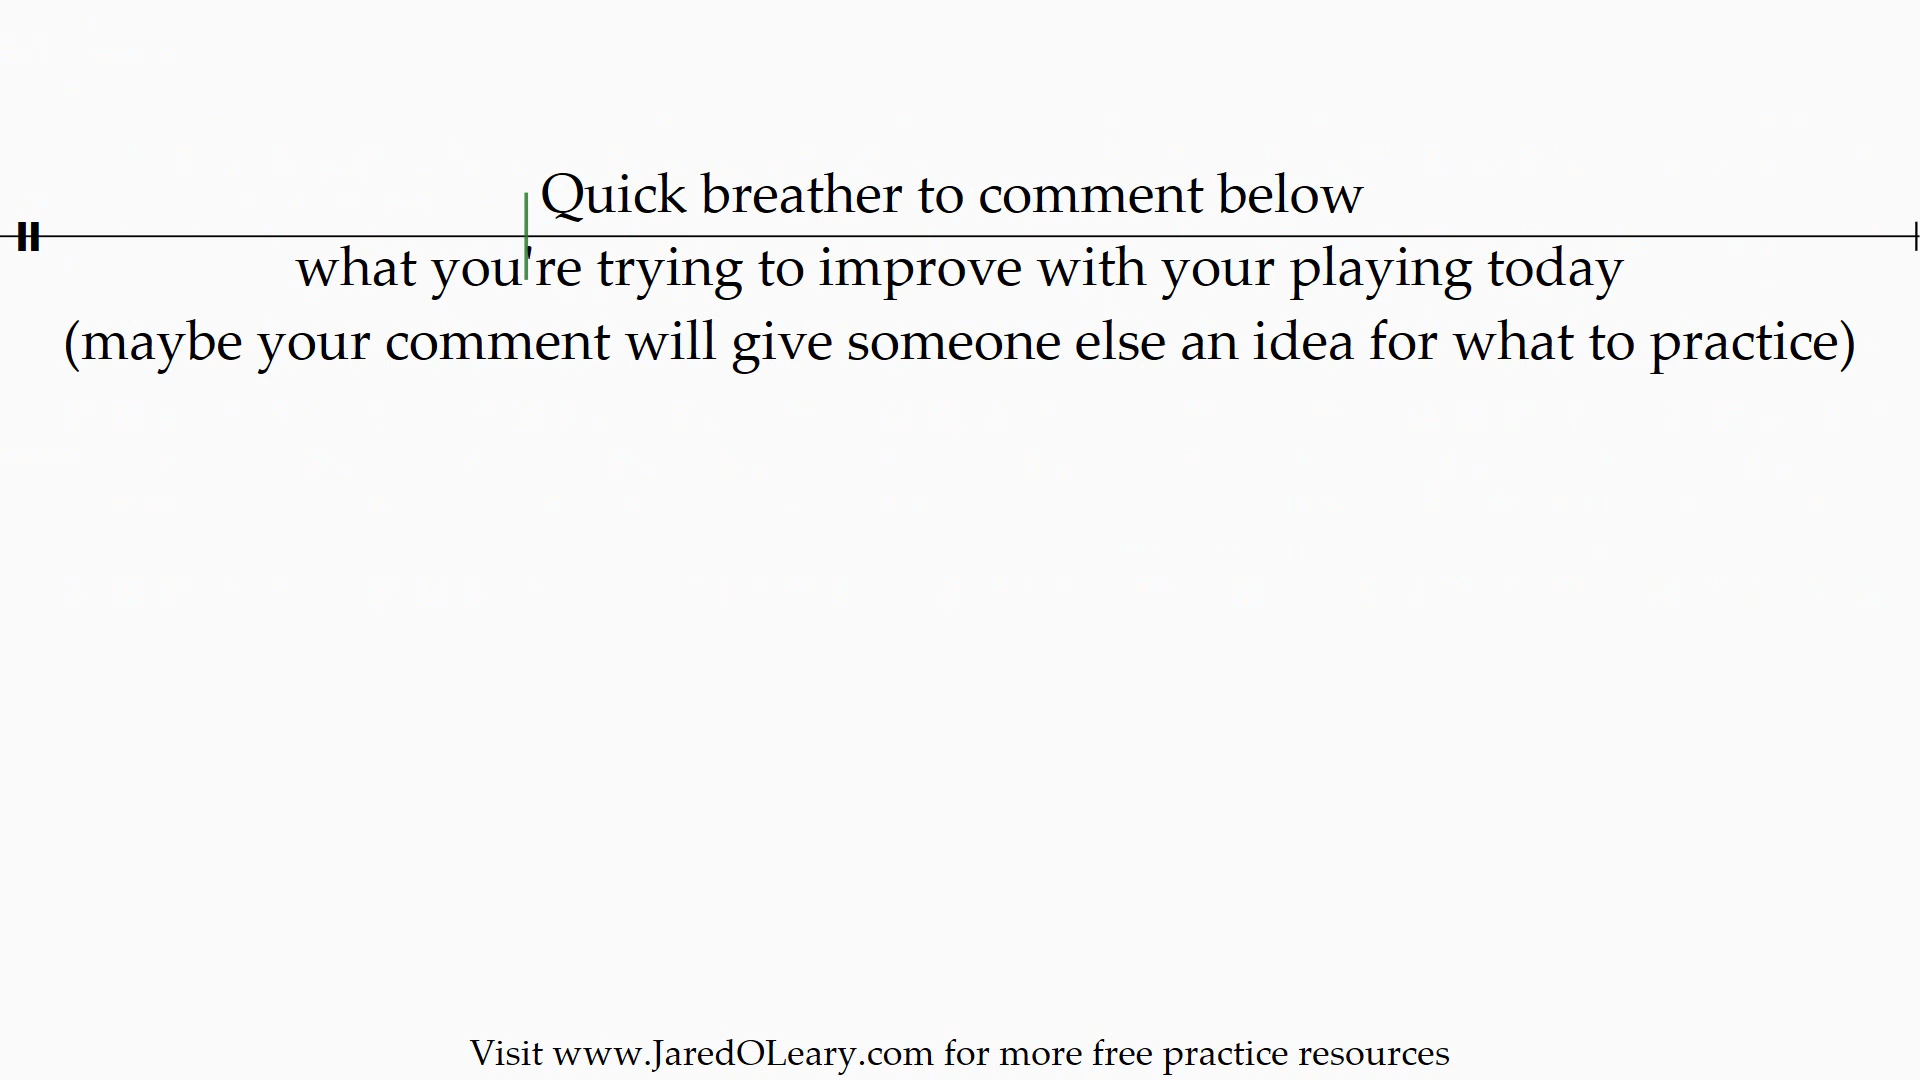 Quick breather to comment below
what you're trying to improve with your playing today
(maybe your comment will give someone else an idea for what to practice)
Visit www.JaredOLeary.com for more free practice resources